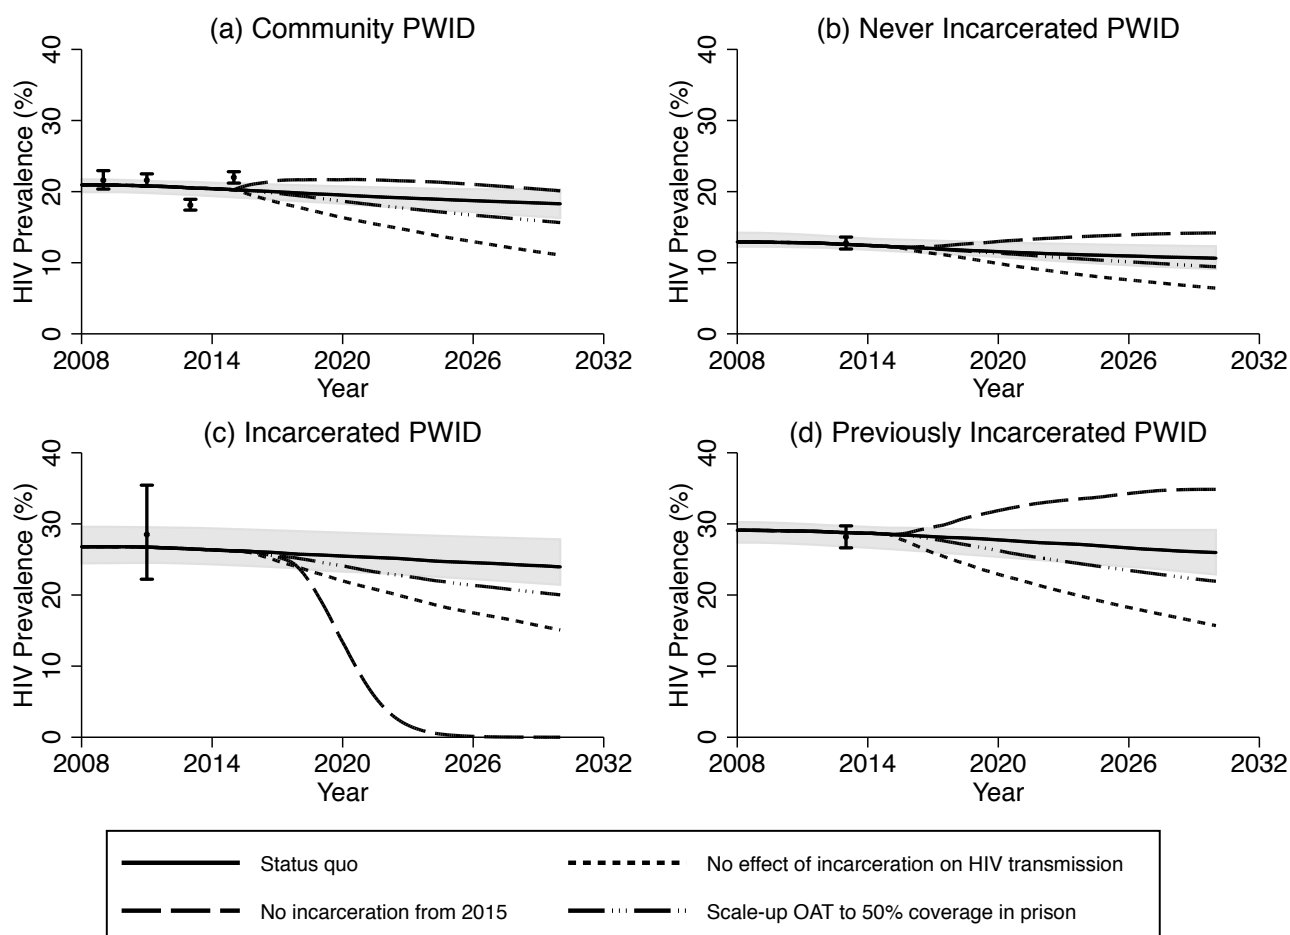 (a) Community PWID
HIV Prevalence (%)
0 10 20 30 40
2008 2014 2020 2026 2032
Year
(b) Never Incarcerated PWID
HIV Prevalence (%)
0 10 20 30 40
2008 2014 2020 2026 2032
Year
(c) Incarcerated PWID
HIV Prevalence (%)
0 10 20 30 40
2008 2014 2020 2026 2032
Year
(d) Previously Incarcerated PWID
HIV Prevalence (%)
0 10 20 30 40
2008 2014 2020 2026 2032
Year
Status quo
No effect of incarceration on HIV transmission
No incarceration from 2015
Scale-up OAT to 50% coverage in prison